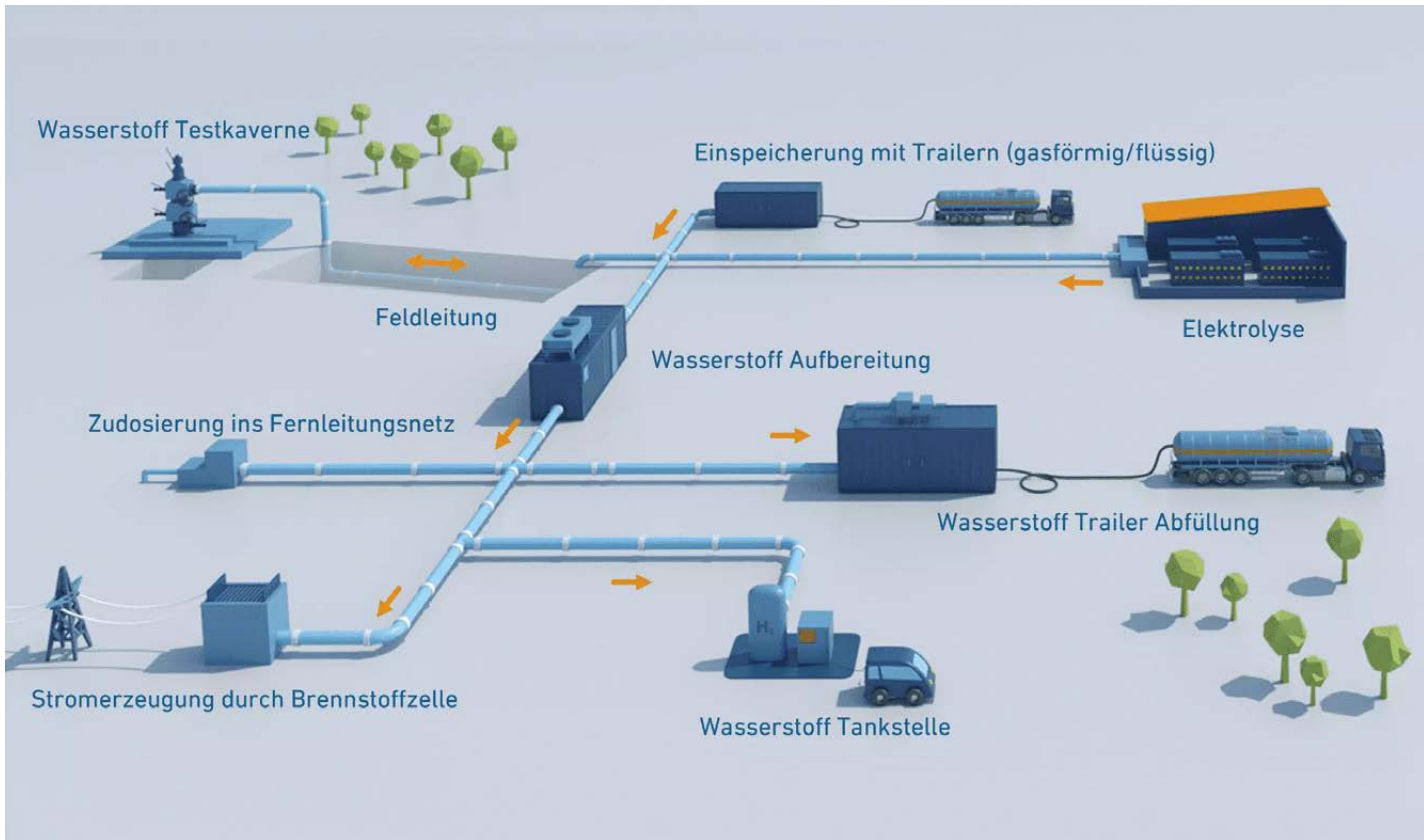 Wasserstoff Testkaverne
Einspeicherung mit Trailern (gasförmig/flüssig)
Feldleitung
Elektrolyse
Wasserstoff Aufbereitung
Zudosierung ins Fernleitungsnetz
Wasserstoff Trailer Abfüllung
H₂
Stromerzeugung durch Brennstoffzelle
Wasserstoff Tankstelle